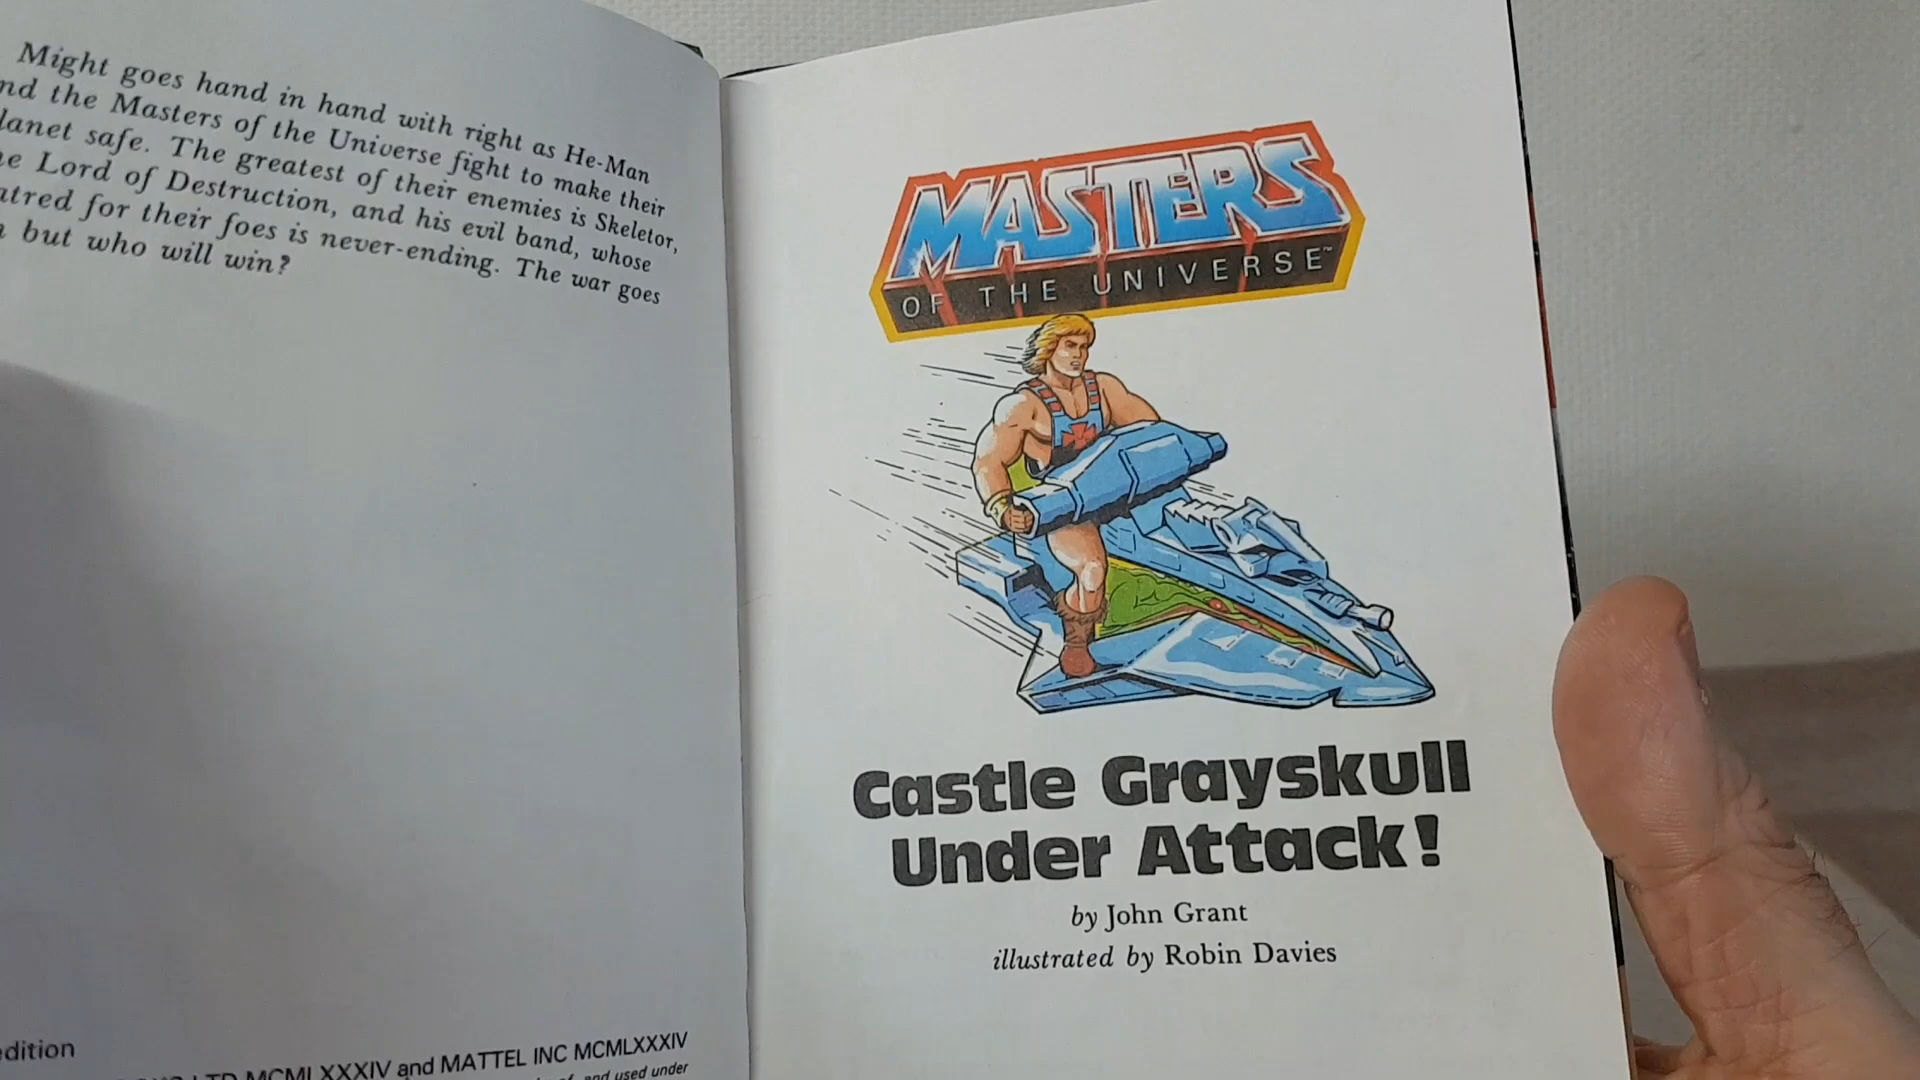 Might goes hand in hand with right as He-Man
nd the Masters of the Universe fight to make their
lanet safe. The greatest of their enemies is Skeletor,
e Lord of Destruction, and his evil band, whose
atred for their foes is never-ending. The war goes
but who will win?
edition
LTD MCMLXXXIV and MATTEL INC MCMLXXXIV
and used under
MASTERS
OF THE UNIVERSE™
Castle Grayskull
Under Attack!
by John Grant
illustrated by Robin Davies